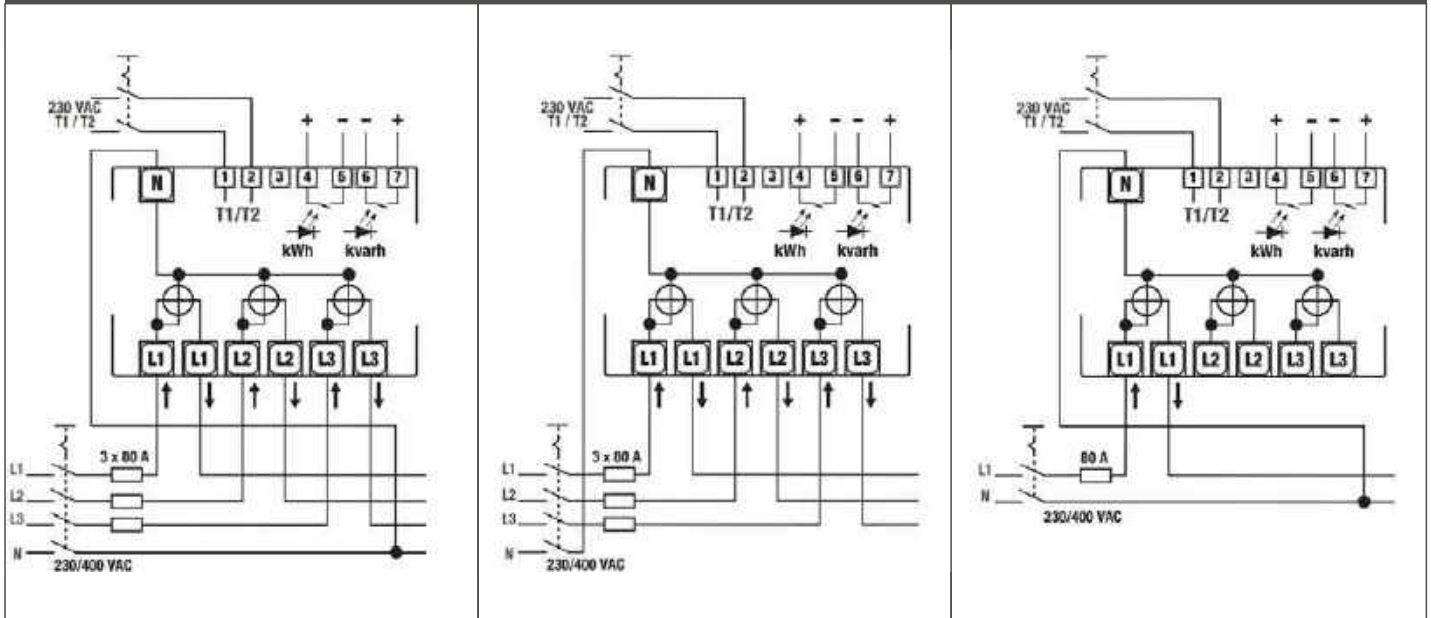 230 VAC
T1 / T2
+ - - +
N 1 2 3 4 5 6 7
T1/T2
kWh kvarh
L1 L1 L2 L2 L3 L3
3 x 80 A
L1
L2
L3
N
230/400 VAC
230 VAC
T1 / T2
+ - - +
N 1 2 3 4 5 6 7
T1/T2
kWh kvarh
L1 L1 L2 L2 L3 L3
3 x 80 A
L1
L2
L3
N
230/400 VAC
230 VAC
T1 / T2
+ - - +
N 1 2 3 4 5 6 7
T1/T2
kWh kvarh
L1 L1 L2 L2 L3 L3
80 A
L1
N
230/400 VAC